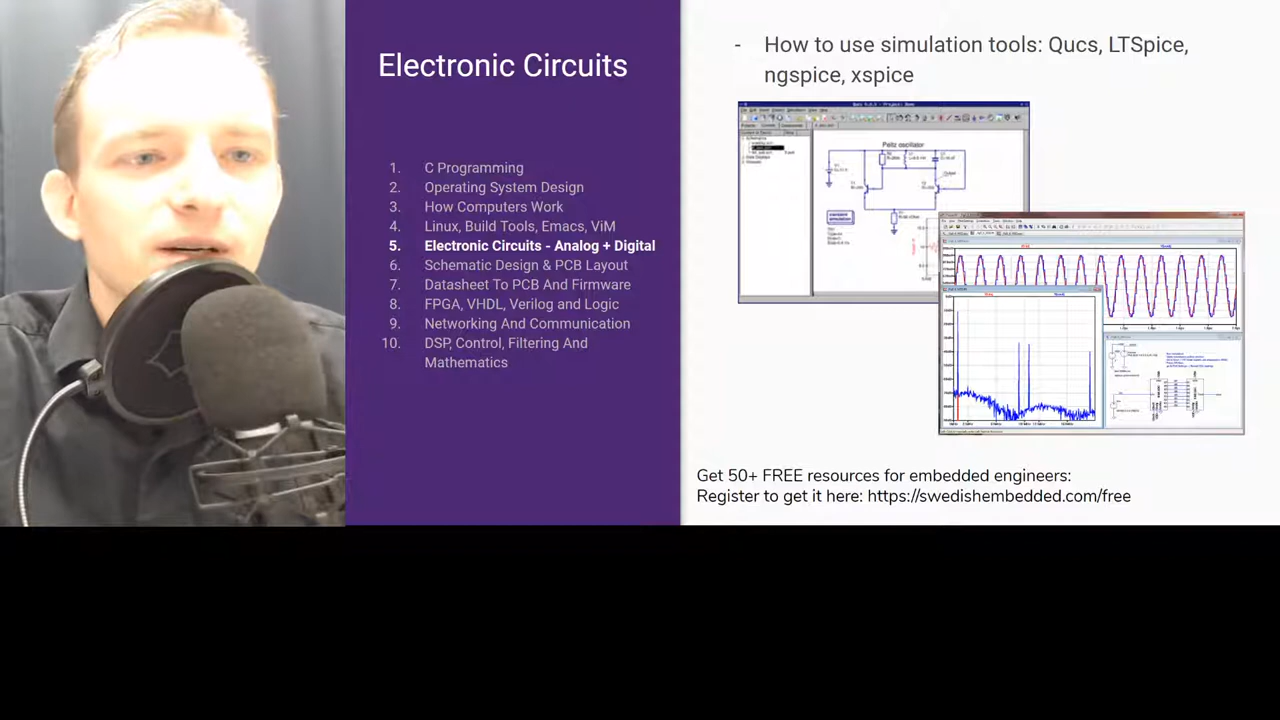 Electronic Circuits
1. C Programming
2. Operating System Design
3. How Computers Work
4. Linux, Build Tools, Emacs, ViM
5. Electronic Circuits - Analog + Digital
6. Schematic Design & PCB Layout
7. Datasheet To PCB And Firmware
8. FPGA, VHDL, Verilog and Logic
9. Networking And Communication
10. DSP, Control, Filtering And
Mathematics
- How to use simulation tools: Qucs, LTSpice,
ngspice, xspice
Peltz oscillator
transient
simulation
Get 50+ FREE resources for embedded engineers:
Register to get it here: https://swedishembedded.com/free